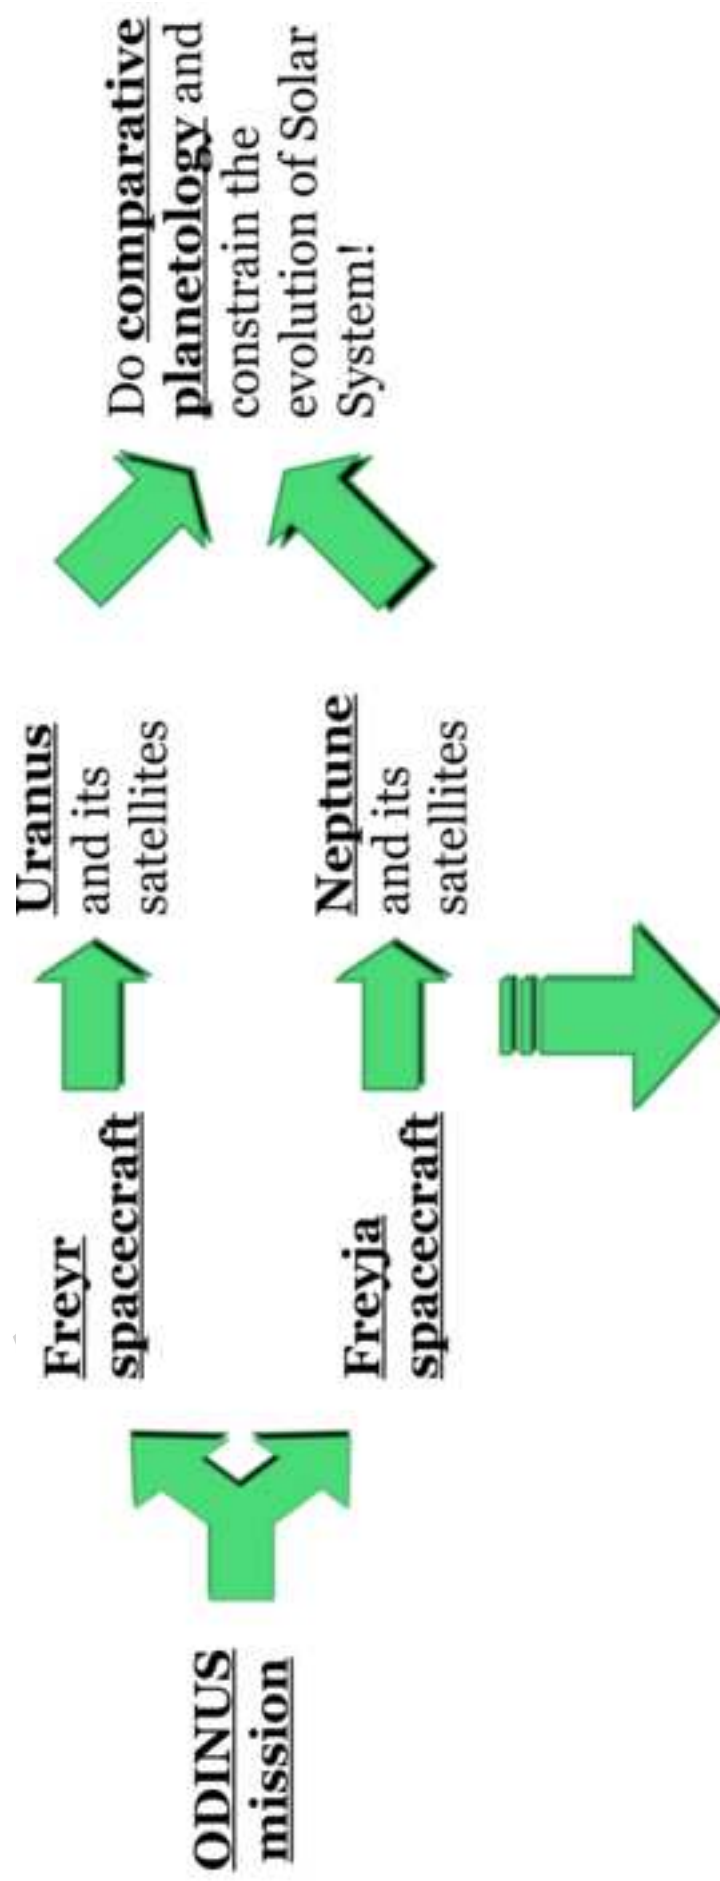 ODINUS
mission
Freyr
spacecraft
Uranus
and its
satellites
Freyja
spacecraft
Neptune
and its
satellites
Do comparative
planetology and
constrain the
evolution of Solar
System!